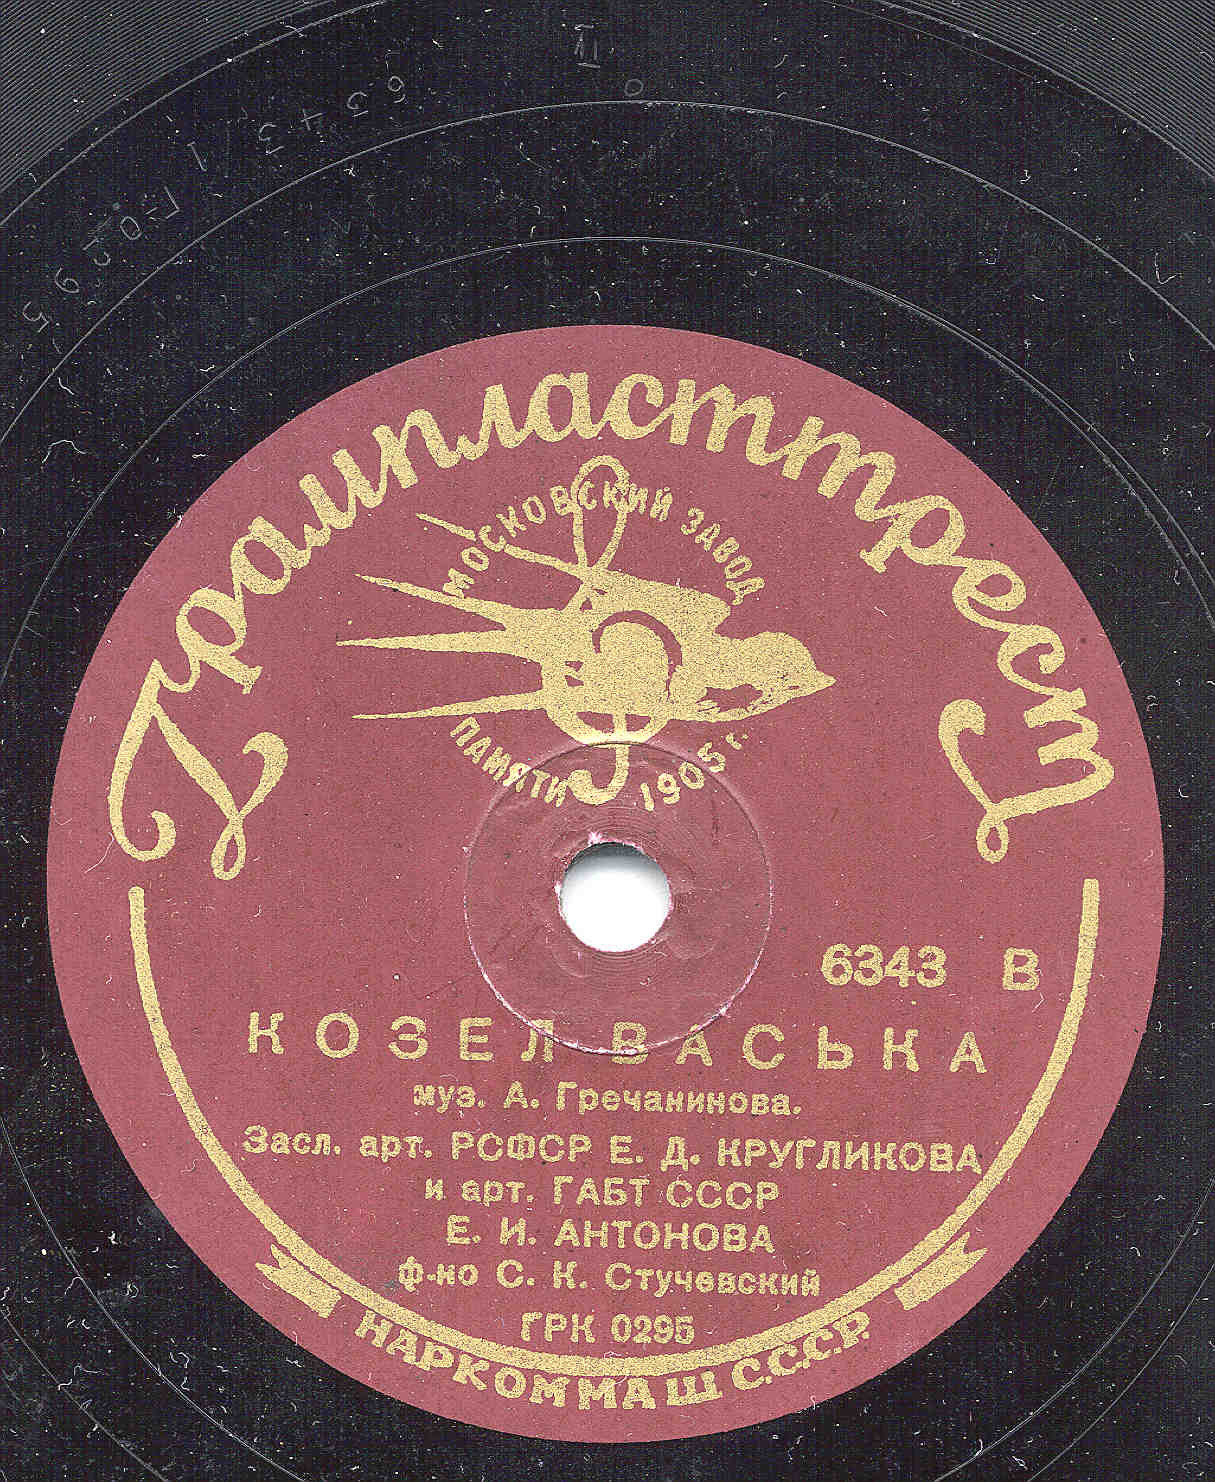 Грампласттрест
МОСКОВСКИЙ ЗАВОД
ПАМЯТИ 1905 г.
6343 В
КОЗЕЛ ВАСЬКА
муз. А. Гречанинова.
Засл. арт. РСФСР Е. Д. КРУГЛИКОВА
и арт. ГАБТ СССР
Е. И. АНТОНОВА
ф-но С. К. Стучевский
ГРК 0295
НАРКОММАШ С.С.С.Р.